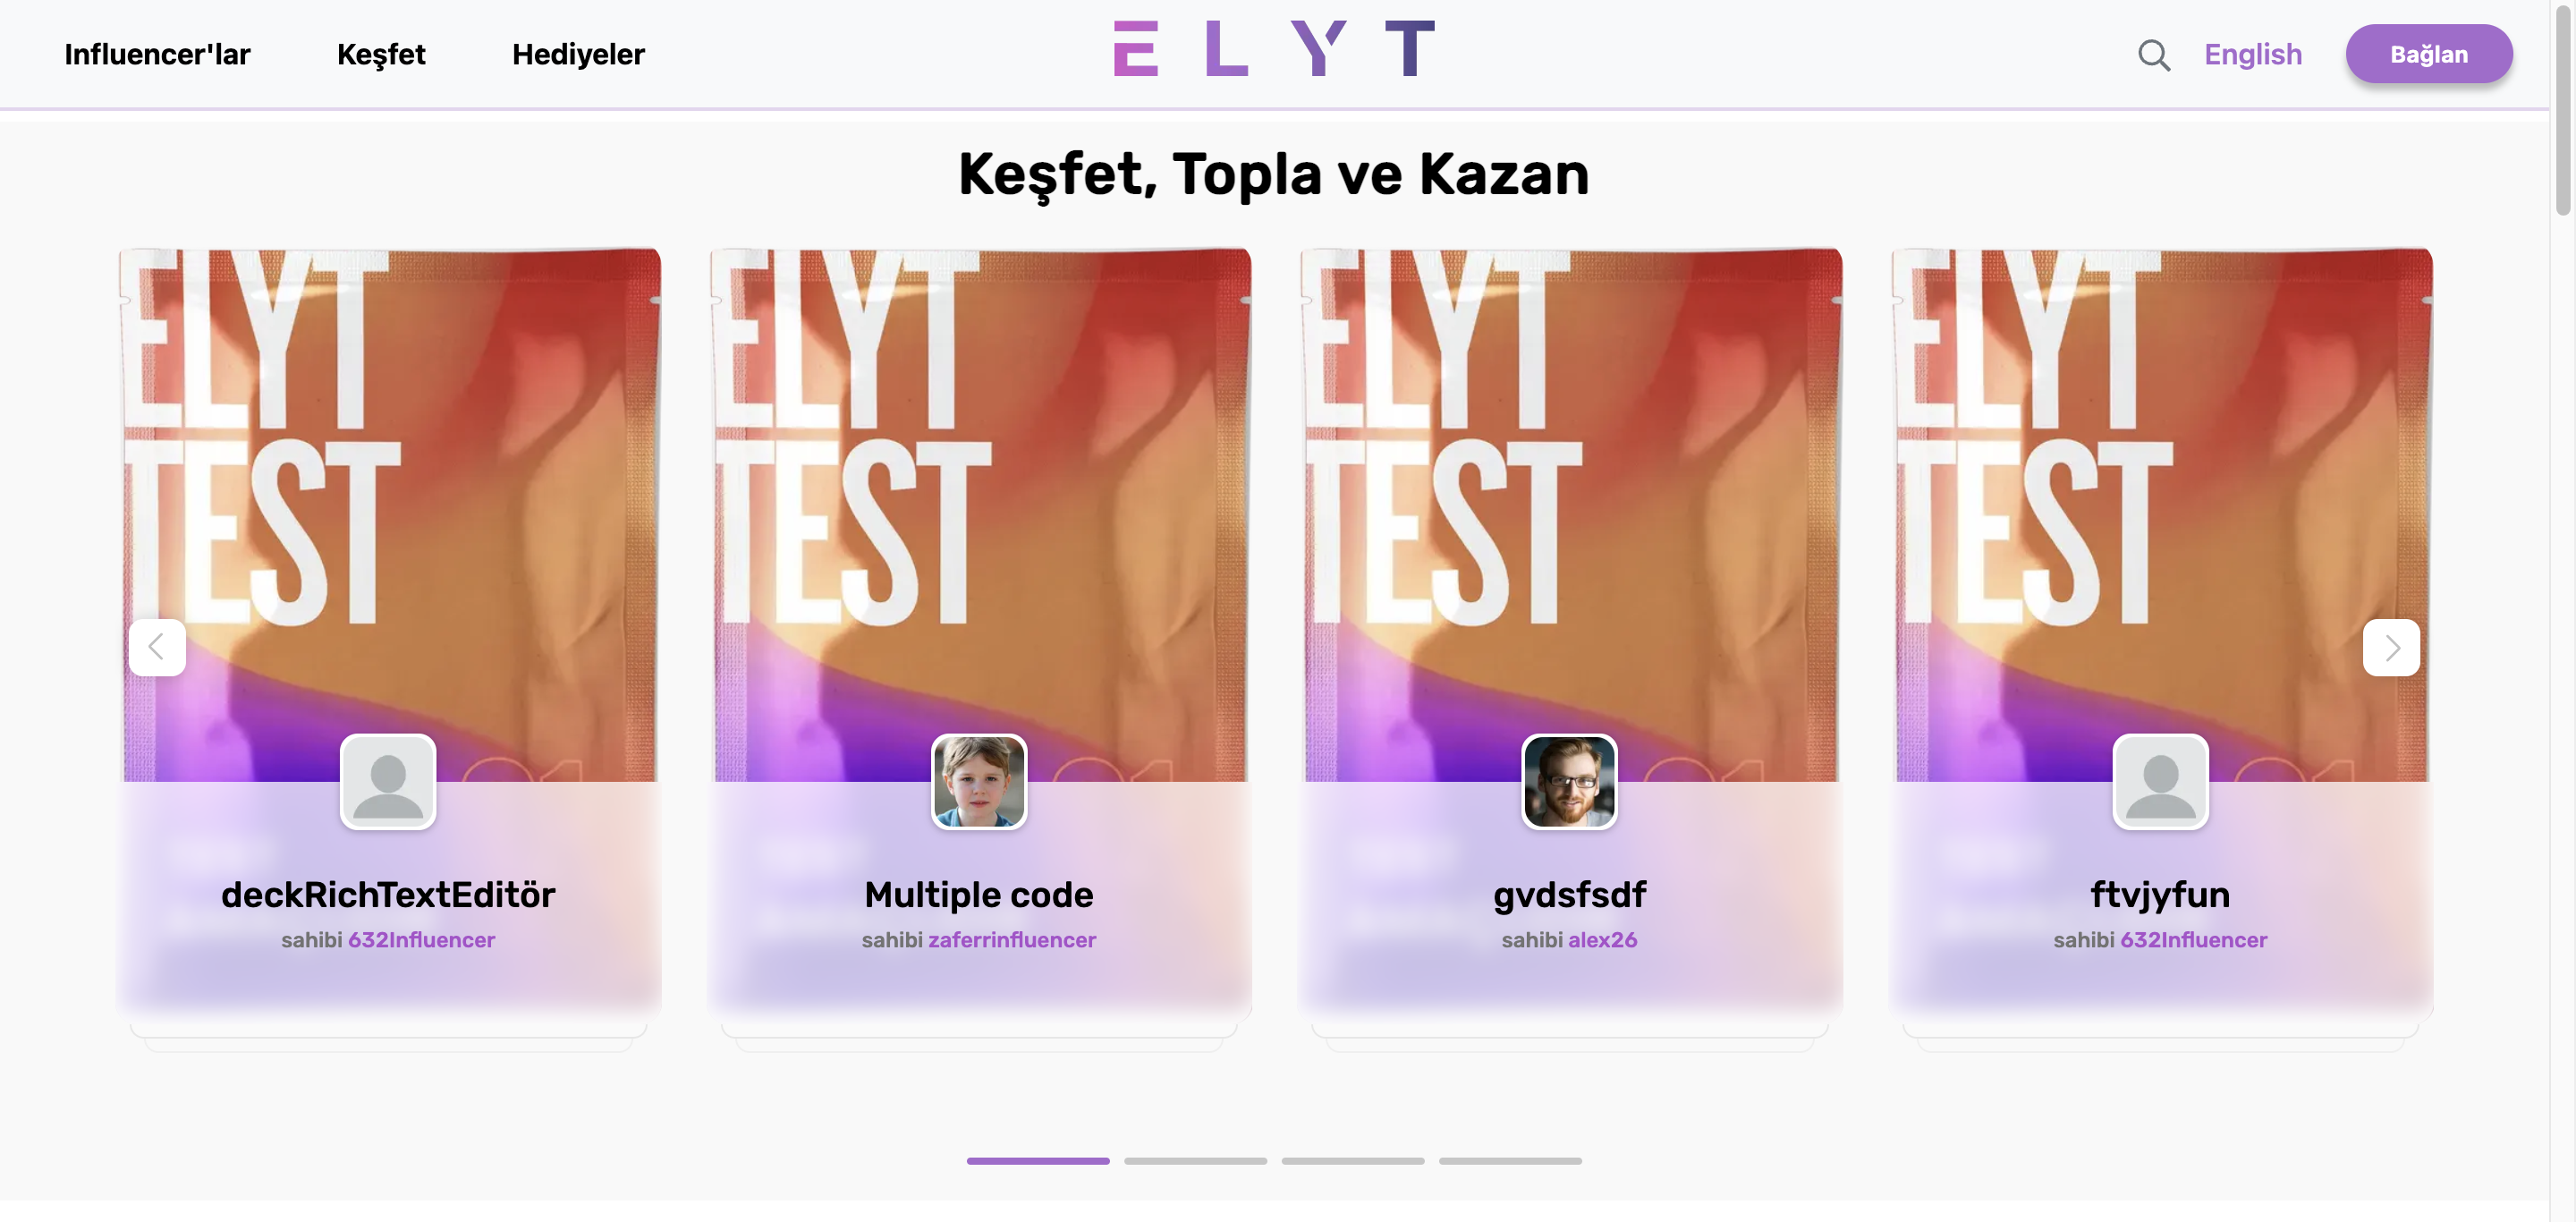 Influencer'lar Keşfet Hediyeler ELYT English Bağlan
Keşfet, Topla ve Kazan
ELYT ELYT ELYT ELYT
TEST TEST TEST TEST
deckRichTextEditör Multiple code gvdsfsdf ftvjyfun
sahibi 632Influencer sahibi zaferrinfluencer sahibi alex26 sahibi 632Influencer